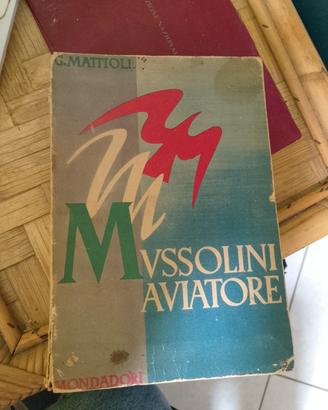 G. MATTIOLI.
MVSSOLINI
AVIATORE
MONDADORI